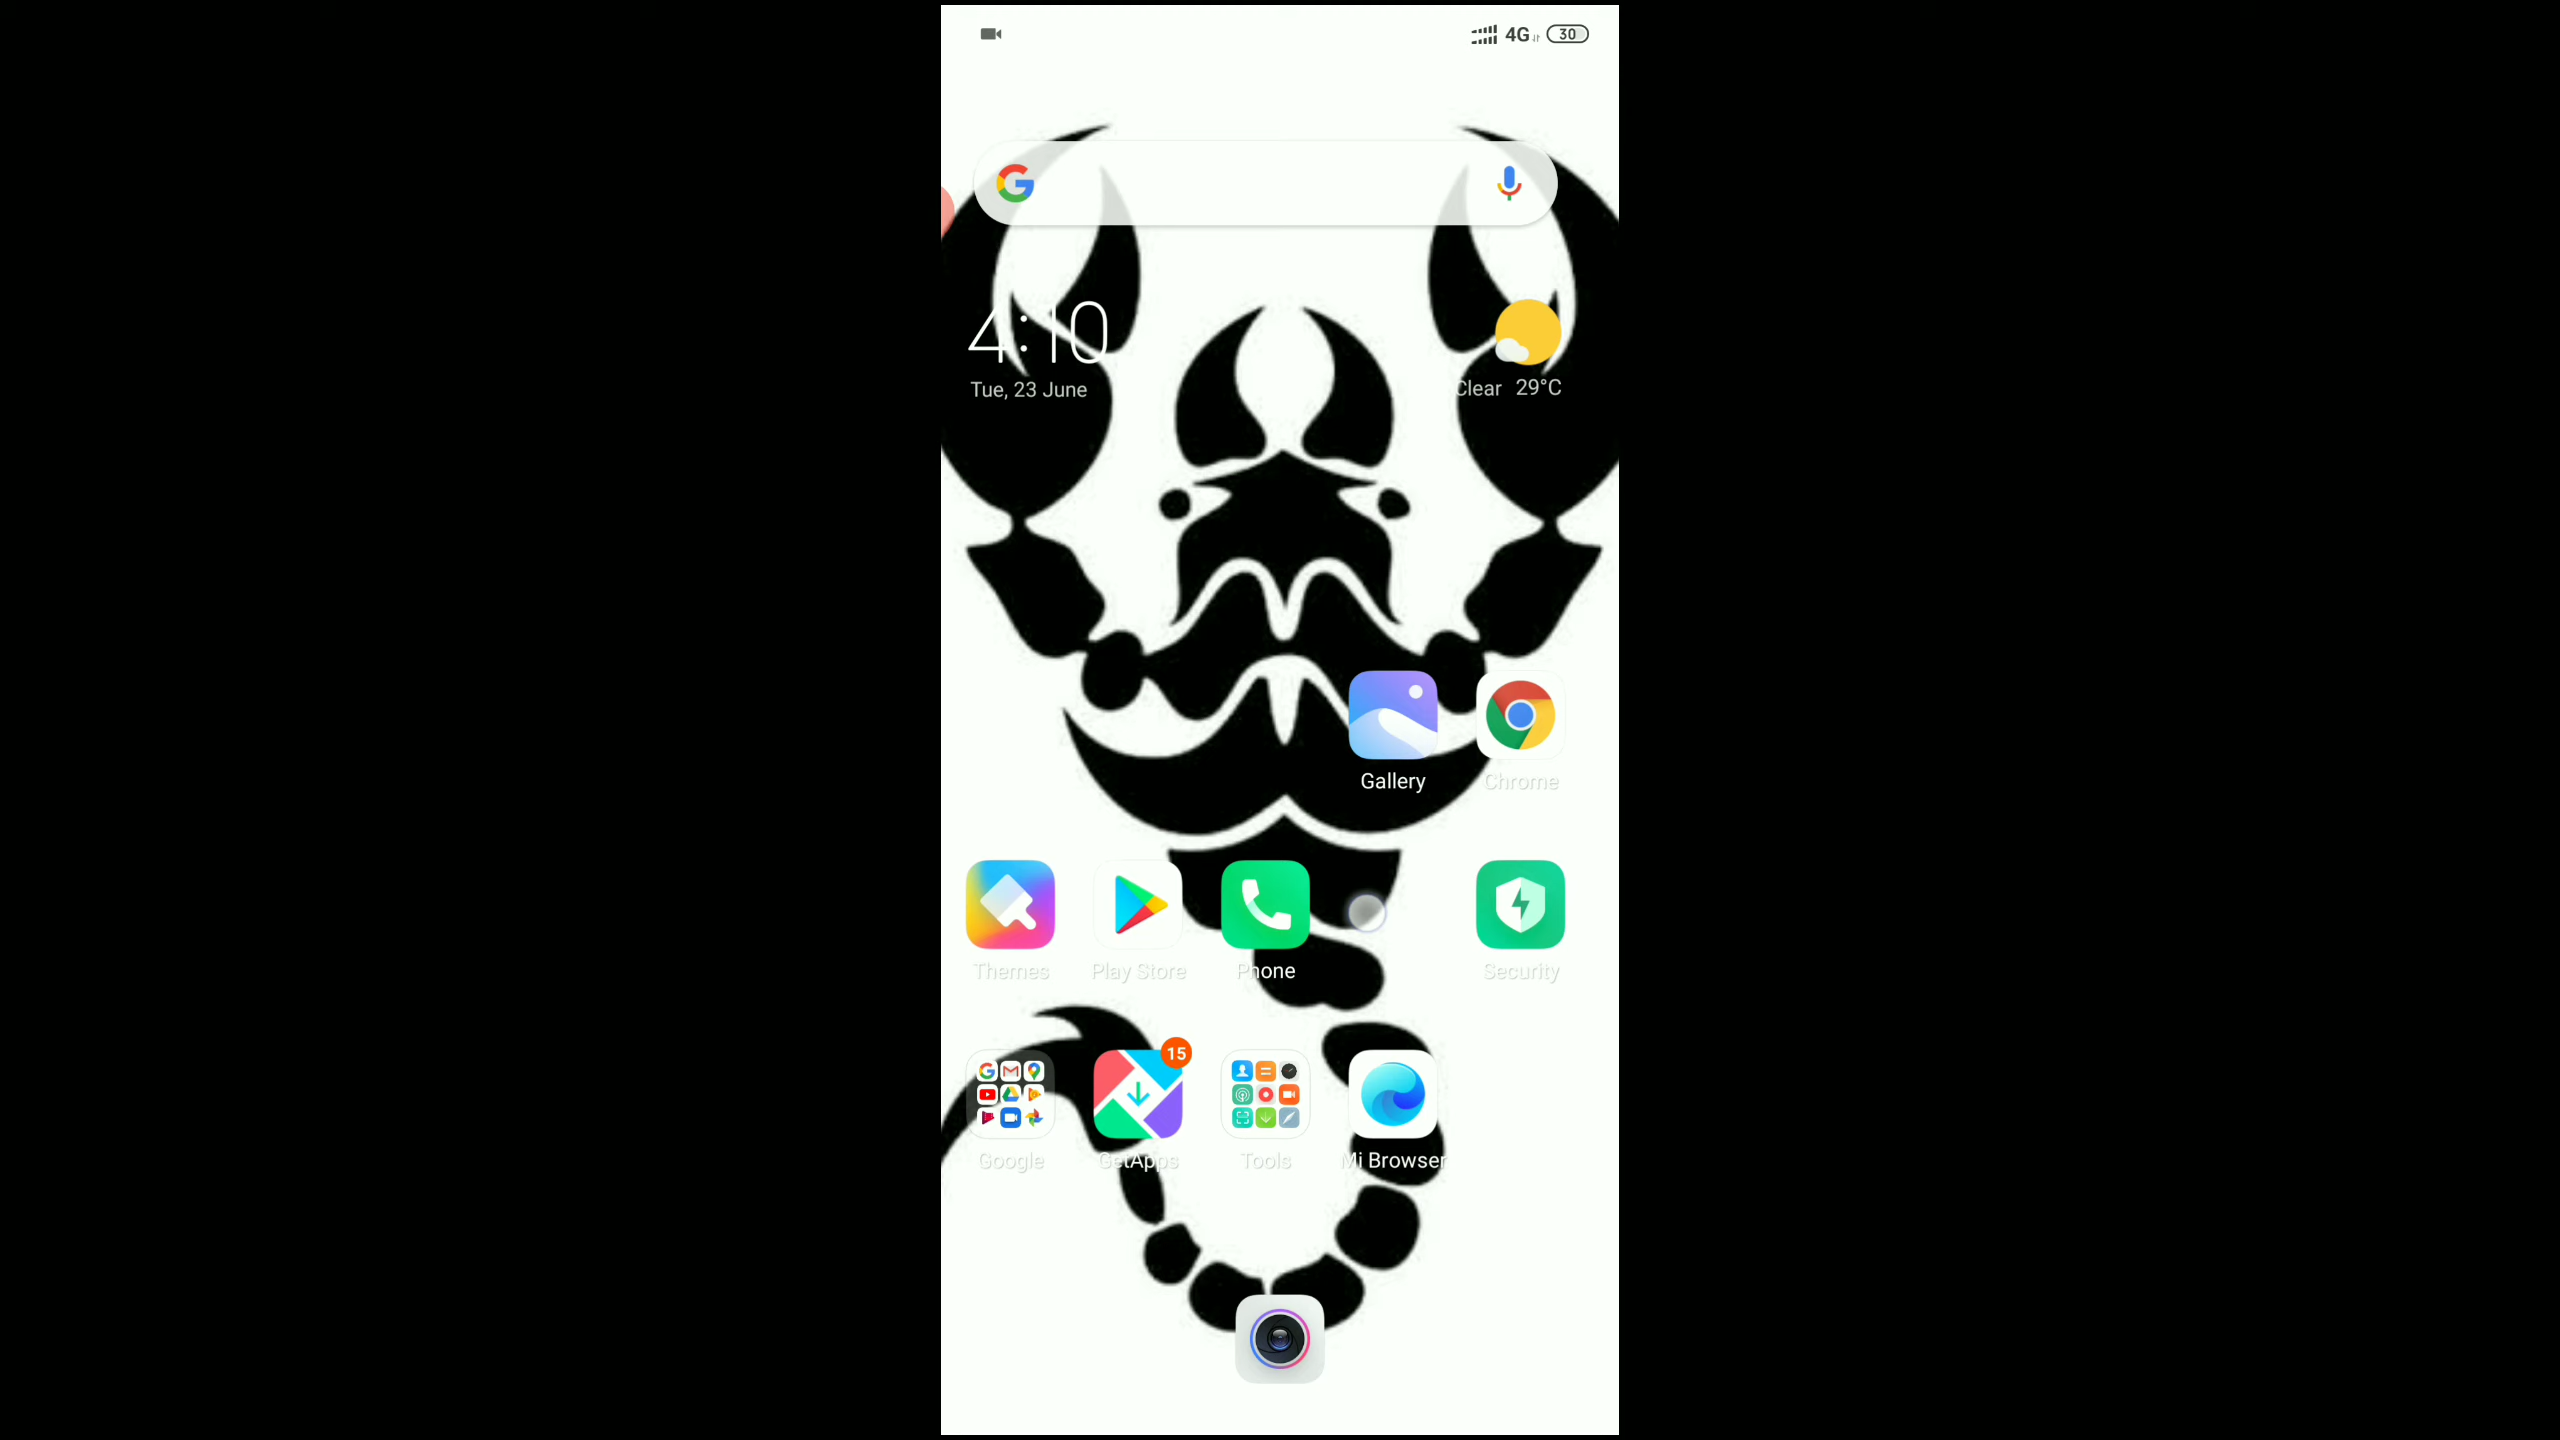 4G 30
4:10
Tue, 23 June
Clear 29°C
Gallery
Chrome
Themes
Play Store
Phone
Security
15
Google
GetApps
Tools
Mi Browser